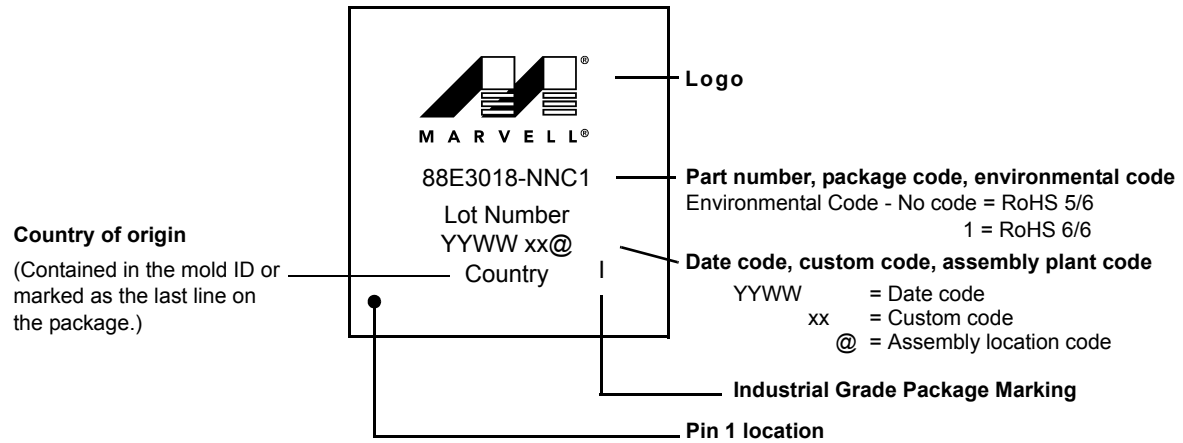 ®
MARVELL®
88E3018-NNC1
Lot Number
YYWW xx@
Country
I
Logo
Part number, package code, environmental code
Environmental Code - No code = RoHS 5/6
1 = RoHS 6/6
Date code, custom code, assembly plant code
YYWW = Date code
xx = Custom code
@ = Assembly location code
Industrial Grade Package Marking
Pin 1 location
Country of origin
(Contained in the mold ID or
marked as the last line on
the package.)